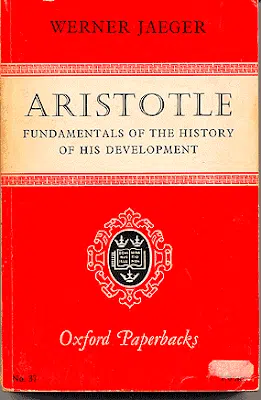 WERNER JAEGER
ARISTOTLE
FUNDAMENTALS OF THE HISTORY
OF HIS DEVELOPMENT
Oxford Paperbacks